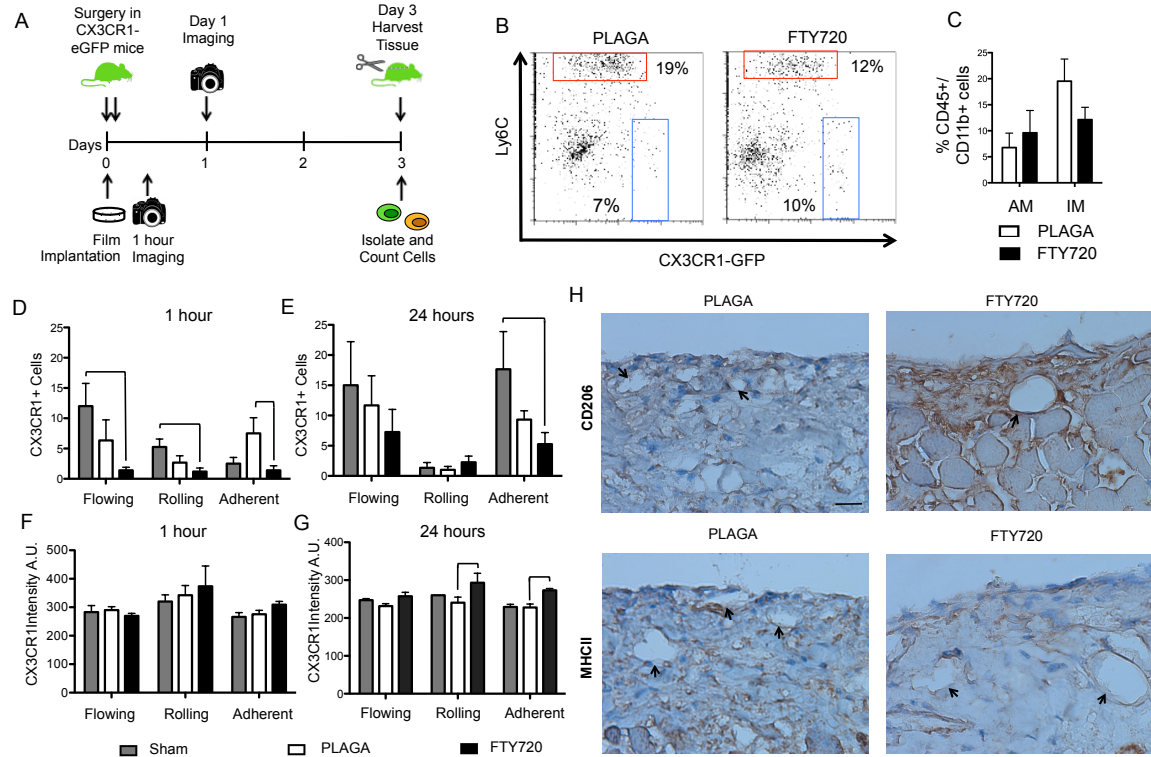 A
Surgery in
CX3CR1-
eGFP mice
Day 1
Imaging
Day 3
Harvest
Tissue
Days
0
1
2
3
Film
Implantation
1 hour
Imaging
Isolate and
Count Cells
B
PLAGA
FTY720
19%
12%
7%
10%
Ly6C
CX3CR1-GFP
C
% CD45+/
CD11b+ cells
25
20
15
10
5
0
AM
IM
PLAGA
FTY720
D
1 hour
CX3CR1+ Cells
25
20
15
10
5
0
Flowing
Rolling
Adherent
E
24 hours
CX3CR1+ Cells
25
20
15
10
5
0
Flowing
Rolling
Adherent
F
1 hour
CX3CR1Intensity A.U.
500
400
300
200
100
0
Flowing
Rolling
Adherent
G
24 hours
CX3CR1Intensity A.U.
400
300
200
100
0
Flowing
Rolling
Adherent
Sham
PLAGA
FTY720
H
PLAGA
FTY720
CD206
PLAGA
FTY720
MHCII